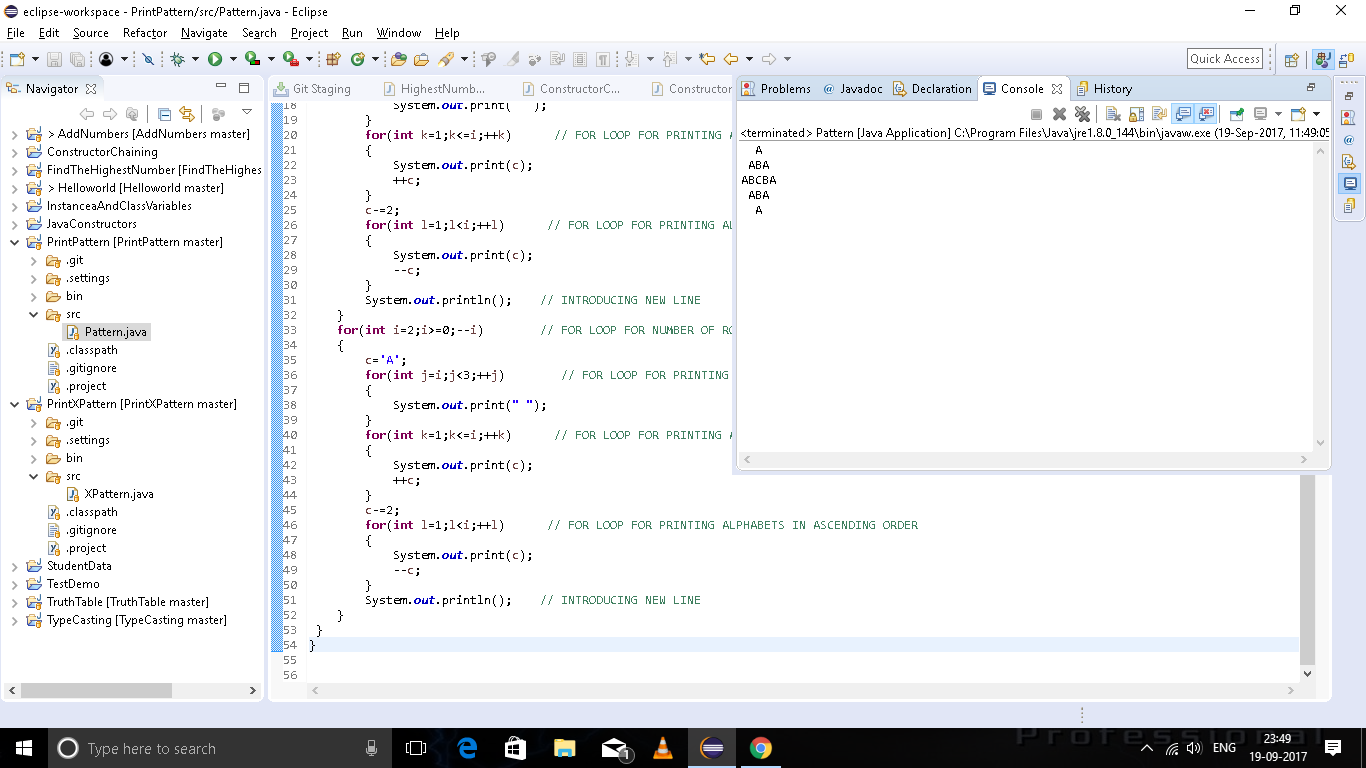 eclipse-workspace - PrintPattern/src/Pattern.java - Eclipse
File Edit Source Refactor Navigate Search Project Run Window Help
Quick Access
Navigator
> AddNumbers [AddNumbers master]
ConstructorChaining
FindTheHighestNumber [FindTheHighes
> Helloworld [Helloworld master]
InstanceaAndClassVariables
JavaConstructors
PrintPattern [PrintPattern master]
.git
.settings
bin
src
Pattern.java
.classpath
.gitignore
.project
PrintXPattern [PrintXPattern master]
.git
.settings
bin
src
XPattern.java
.classpath
.gitignore
.project
StudentData
TestDemo
TruthTable [TruthTable master]
TypeCasting [TypeCasting master]
Git Staging HighestNumb... ConstructorC... Constructor
18 System.out.print( );
19 }
20 for(int k=1;k<=i;++k) // FOR LOOP FOR PRINTING
21 {
22 System.out.print(c);
23 ++c;
24 }
25 c-=2;
26 for(int l=1;l<i;++l) // FOR LOOP FOR PRINTING AL
27 {
28 System.out.print(c);
29 --c;
30 }
31 System.out.println(); // INTRODUCING NEW LINE
32 }
33 for(int i=2;i>=0;--i) // FOR LOOP FOR NUMBER OF RO
34 {
35 c='A';
36 for(int j=i;j<3;++j) // FOR LOOP FOR PRINTING
37 {
38 System.out.print(" ");
39 }
40 for(int k=1;k<=i;++k) // FOR LOOP FOR PRINTING
41 {
42 System.out.print(c);
43 ++c;
44 }
45 c-=2;
46 for(int l=1;l<i;++l) // FOR LOOP FOR PRINTING ALPHABETS IN ASCENDING ORDER
47 {
48 System.out.print(c);
49 --c;
50 }
51 System.out.println(); // INTRODUCING NEW LINE
52 }
53 }
54 }
55
56
Problems @ Javadoc Declaration Console History
<terminated> Pattern [Java Application] C:\Program Files\Java\jre1.8.0_144\bin\javaw.exe (19-Sep-2017, 11:49:05
A
ABA
ABCBA
ABA
A
Type here to search
1
Professional
ENG
23:49
19-09-2017